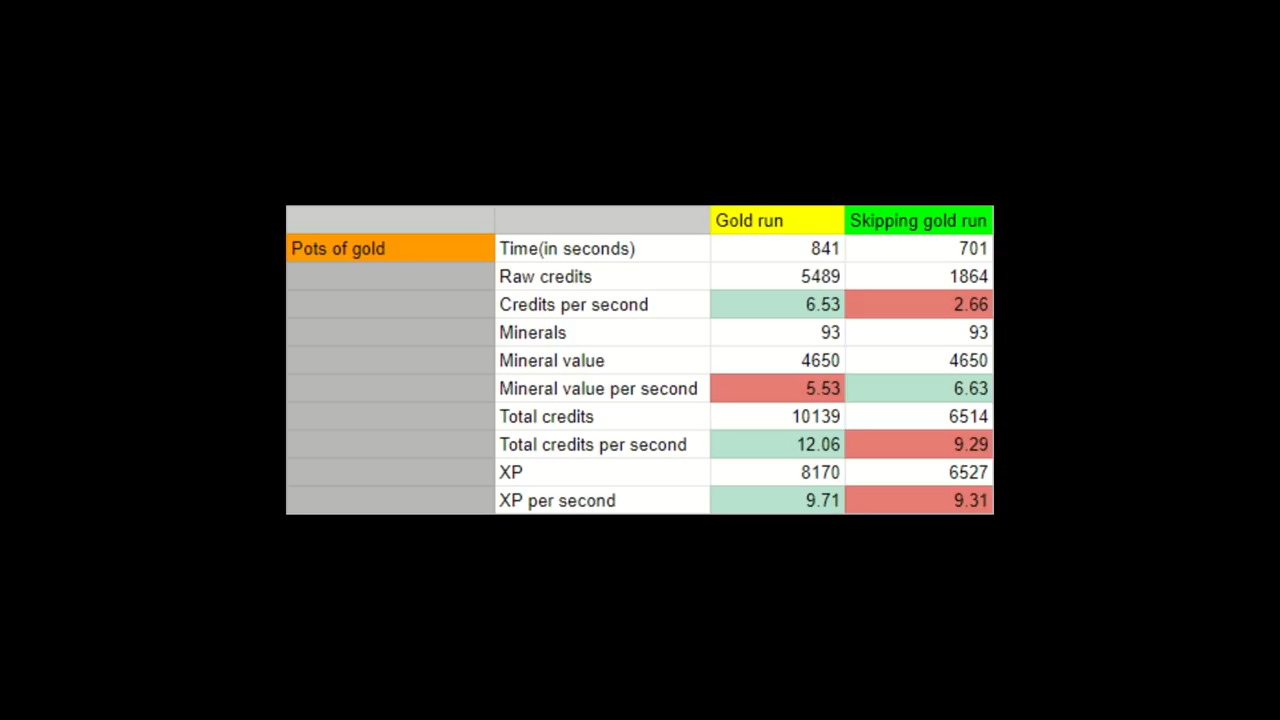 Gold run Skipping gold run
Pots of gold Time(in seconds) 841 701
Raw credits 5489 1864
Credits per second 6.53 2.66
Minerals 93 93
Mineral value 4650 4650
Mineral value per second 5.53 6.63
Total credits 10139 6514
Total credits per second 12.06 9.29
XP 8170 6527
XP per second 9.71 9.31